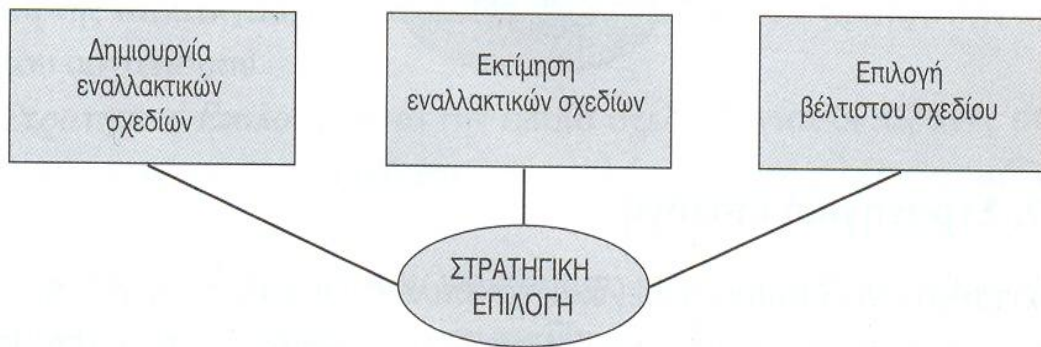 Δημιουργία
εναλλακτικών
σχεδίων
Εκτίμηση
εναλλακτικών σχεδίων
Επιλογή
βέλτιστου σχεδίου
ΣΤΡΑΤΗΓΙΚΗ
ΕΠΙΛΟΓΗ